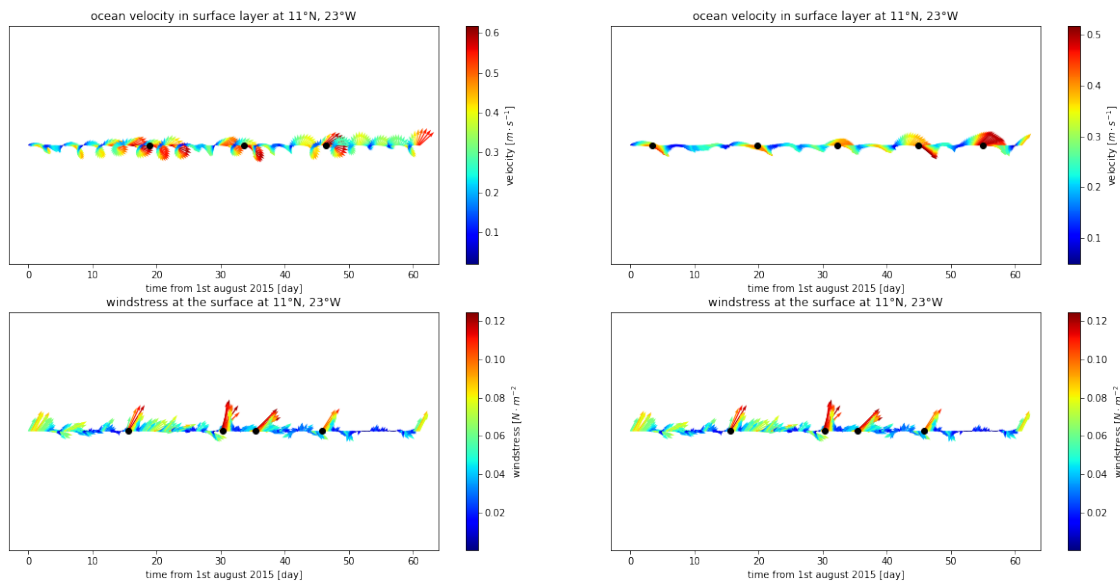 ocean velocity in surface layer at 11°N, 23°W
0.6
0.5
0.4
0.3
0.2
0.1
velocity [m · s⁻¹]
0 10 20 30 40 50 60
time from 1st august 2015 [day]
ocean velocity in surface layer at 11°N, 23°W
0.5
0.4
0.3
0.2
0.1
velocity [m · s⁻¹]
0 10 20 30 40 50 60
time from 1st august 2015 [day]
windstress at the surface at 11°N, 23°W
0.12
0.10
0.08
0.06
0.04
0.02
windstress [N · m⁻²
0 10 20 30 40 50 60
time from 1st august 2015 [day]
windstress at the surface at 11°N, 23°W
0.12
0.10
0.08
0.06
0.04
0.02
windstress [N · m⁻²
0 10 20 30 40 50 60
time from 1st august 2015 [day]